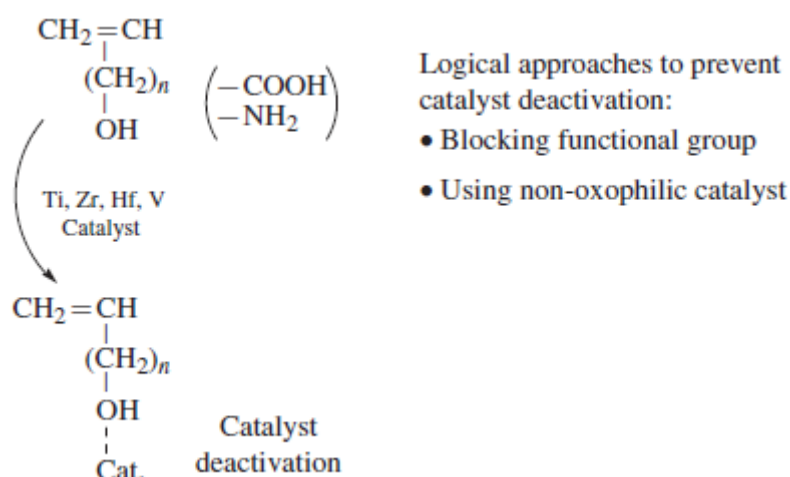 CH₂=CH
(CH₂)ₙ
OH
(–COOH
–NH₂)
Ti, Zr, Hf, V
Catalyst
CH₂=CH
(CH₂)ₙ
OH
Cat.
Catalyst
deactivation
Logical approaches to prevent
catalyst deactivation:
• Blocking functional group
• Using non-oxophilic catalyst